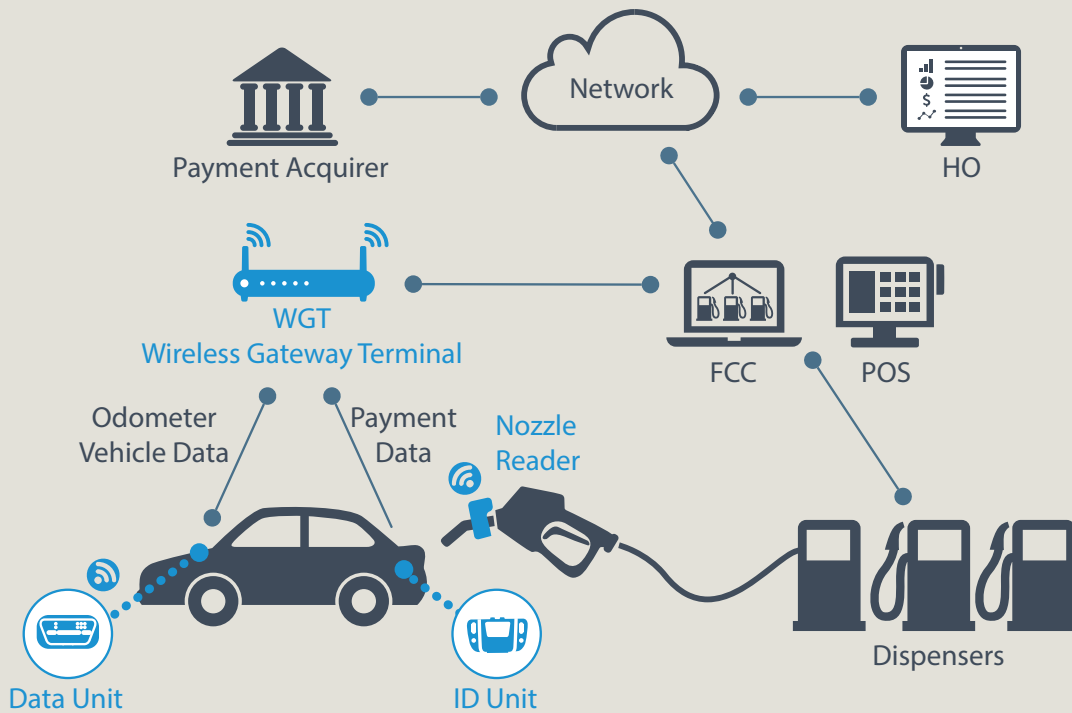 Network
Payment Acquirer
HO
$
WGT
Wireless Gateway Terminal
FCC
POS
Odometer
Vehicle Data
Payment
Data
Nozzle
Reader
Dispensers
Data Unit
ID Unit